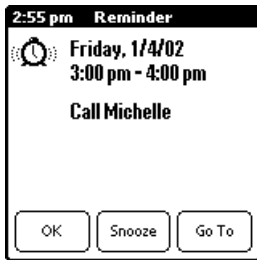 2:55 pm Reminder
Friday, 1/4/02
3:00 pm - 4:00 pm
Call Michelle
OK Snooze Go To